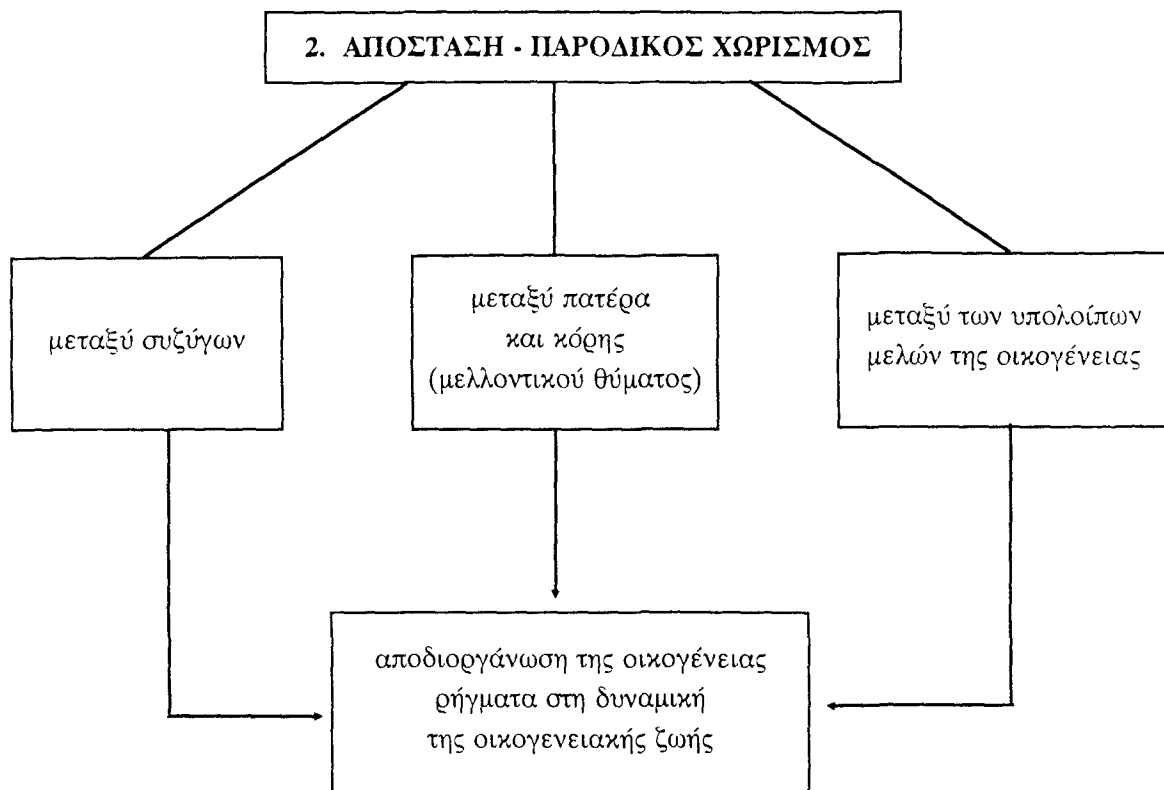 2. ΑΠΟΣΤΑΣΗ - ΠΑΡΟΔΙΚΟΣ ΧΩΡΙΣΜΟΣ
μεταξύ συζύγων
μεταξύ πατέρα
και κόρης
(μελλοντικού θύματος)
μεταξύ των υπολοίπων
μελών της οικογένειας
αποδιοργάνωση της οικογένειας
ρήγματα στη δυναμική
της οικογενειακής ζωής